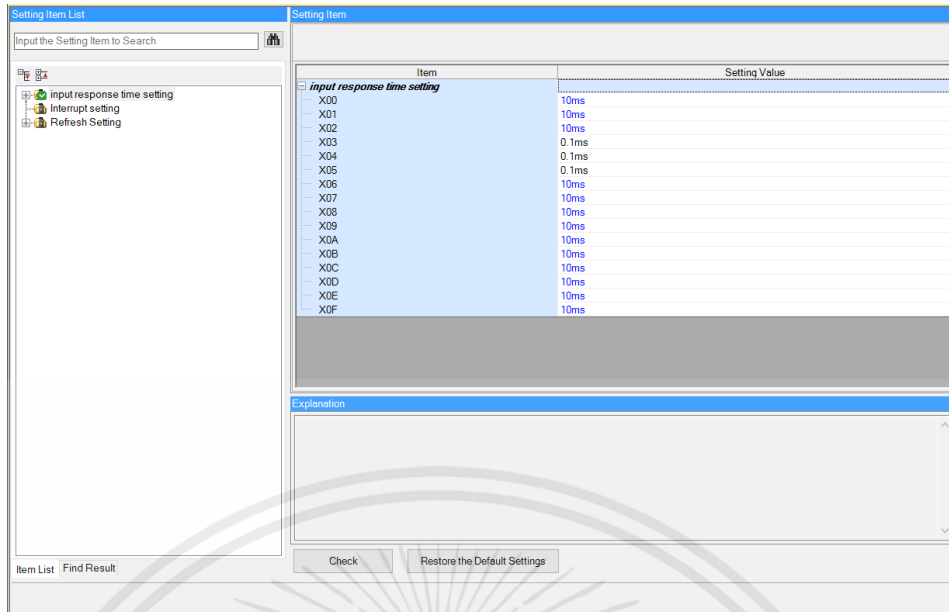 Setting Item List
Input the Setting Item to Search
input response time setting
Interrupt setting
Refresh Setting
Item List Find Result
Setting Item
Item Setting Value
input response time setting
X00 10ms
X01 10ms
X02 10ms
X03 0.1ms
X04 0.1ms
X05 0.1ms
X06 10ms
X07 10ms
X08 10ms
X09 10ms
X0A 10ms
X0B 10ms
X0C 10ms
X0D 10ms
X0E 10ms
X0F 10ms
Explanation
Check Restore the Default Settings